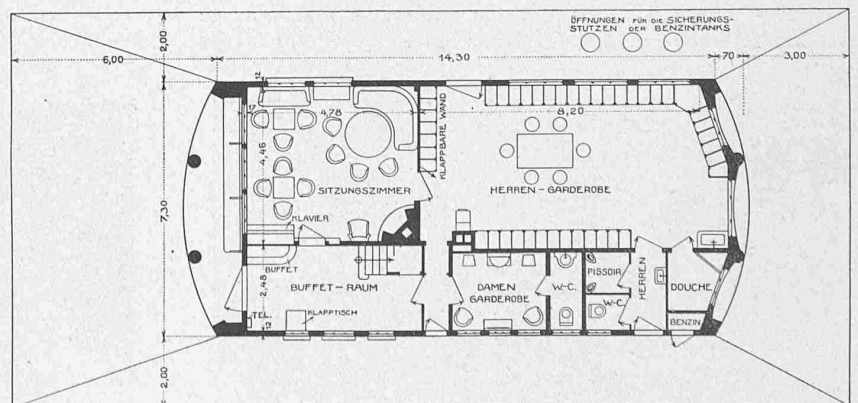 ÖFFNUNGEN FÜR DIE SICHERUNGS-
STUTZEN DER BENZINTANKS
2,00
6,00
14,30
70
3,00
12
17
4,78
8,20
KLAPPBARE WAND
4,46
7,30
SITZUNGSZIMMER
HERREN-GARDEROBE
KLAVIER
BUFFET
2,48
BUFFET-RAUM
DAMEN
GARDEROBE
W-C.
PISSOIR
HERREN
DOUCHE
W-C.
TEL.
KLAPPTISCH
BENZIN
12
2,00